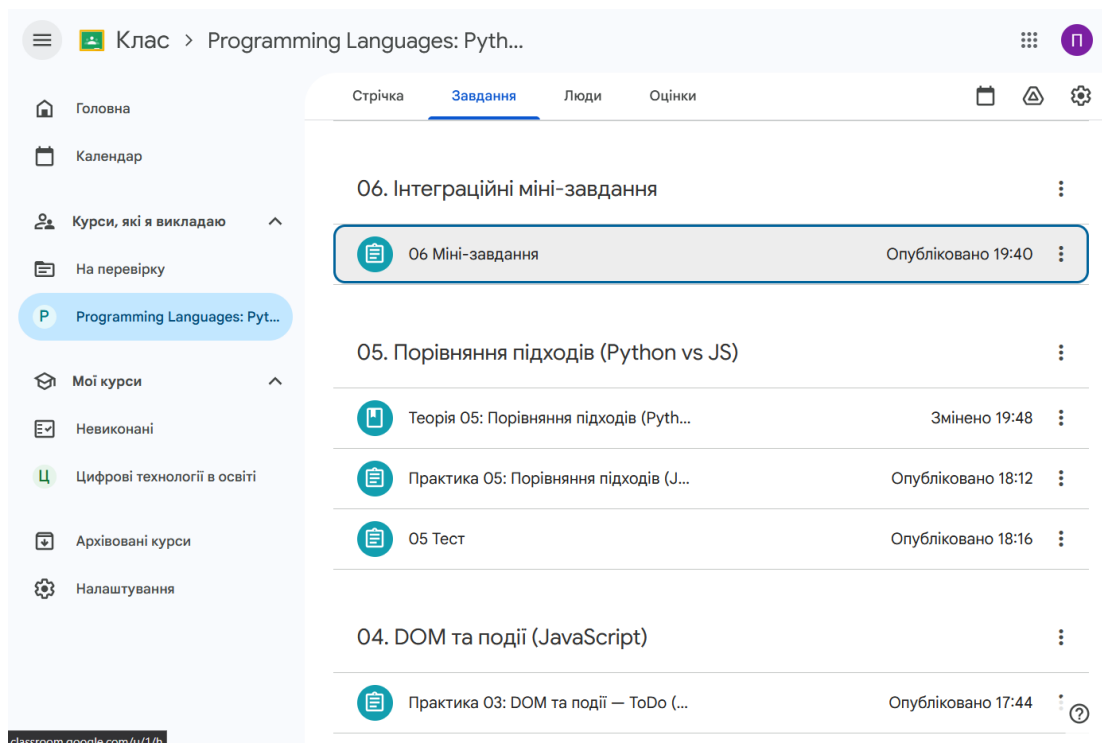 Клас > Programming Languages: Pyth...
П
Головна
Календар
Курси, які я викладаю
На перевірку
P Programming Languages: Pyt...
Мої курси
Невиконані
Ц Цифрові технології в освіті
Архівовані курси
Налаштування
Стрічка Завдання Люди Оцінки
06. Інтеграційні міні-завдання
06 Міні-завдання Опубліковано 19:40
05. Порівняння підходів (Python vs JS)
Теорія 05: Порівняння підходів (Pyth... Змінено 19:48
Практика 05: Порівняння підходів (J... Опубліковано 18:12
05 Тест Опубліковано 18:16
04. DOM та події (JavaScript)
Практика 03: DOM та події — ToDo (... Опубліковано 17:44
classroom.google.com/u/1/h